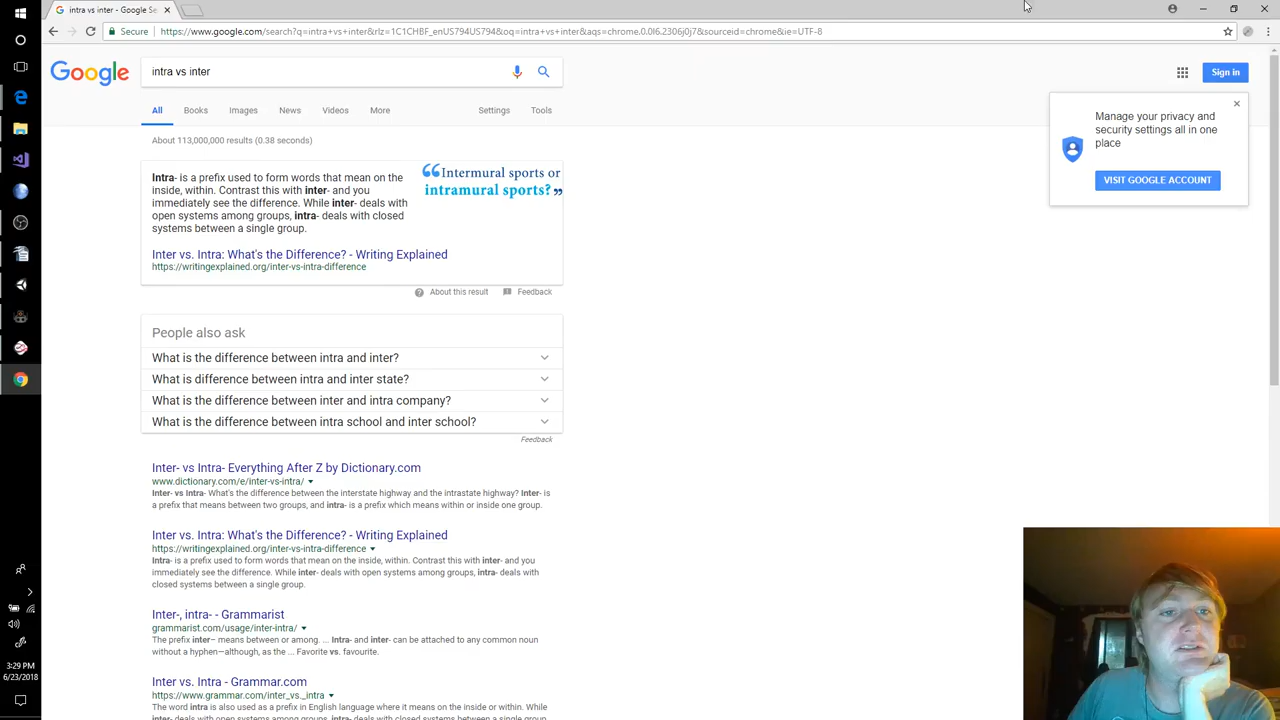 intra vs inter - Google Se
Secure
https://www.google.com/search?q=intra+vs+inter&rlz=1C1CHBF_enUS794US794&oq=intra+vs+inter&aqs=chrome.0.0l6.2306j0j7&sourceid=chrome&ie=UTF-8
Google
intra vs inter
Sign in
All
Books
Images
News
Videos
More
Settings
Tools
Manage your privacy and
security settings all in one
place
VISIT GOOGLE ACCOUNT
About 113,000,000 results (0.38 seconds)
Intra- is a prefix used to form words that mean on the
inside, within. Contrast this with inter- and you
immediately see the difference. While inter- deals with
open systems among groups, intra- deals with closed
systems between a single group.
“Intermural sports or
intramural sports?”
Inter vs. Intra: What's the Difference? - Writing Explained
https://writingexplained.org/inter-vs-intra-difference
About this result
Feedback
People also ask
What is the difference between intra and inter?
What is difference between intra and inter state?
What is the difference between inter and intra company?
What is the difference between intra school and inter school?
Feedback
Inter- vs Intra- Everything After Z by Dictionary.com
www.dictionary.com/e/inter-vs-intra/
Inter- vs Intra- What's the difference between the interstate highway and the intrastate highway? Inter- is
a prefix that means between two groups, and intra- is a prefix which means within or inside one group.
Inter vs. Intra: What's the Difference? - Writing Explained
https://writingexplained.org/inter-vs-intra-difference
Intra- is a prefix used to form words that mean on the inside, within. Contrast this with inter- and you
immediately see the difference. While inter- deals with open systems among groups, intra- deals with
closed systems between a single group.
Inter-, intra- - Grammarist
grammarist.com/usage/inter-intra/
The prefix inter– means between or among. ... Intra- and inter- can be attached to any common noun
without a hyphen—although, as the ... Favorite vs. favourite.
Inter vs. Intra - Grammar.com
https://www.grammar.com/inter_vs._intra
The word intra is also used as a prefix in English language where it means on the inside or within. While
inter- deals with open systems among groups, intra- deals with closed systems between a single group.
3:29 PM
6/23/2018